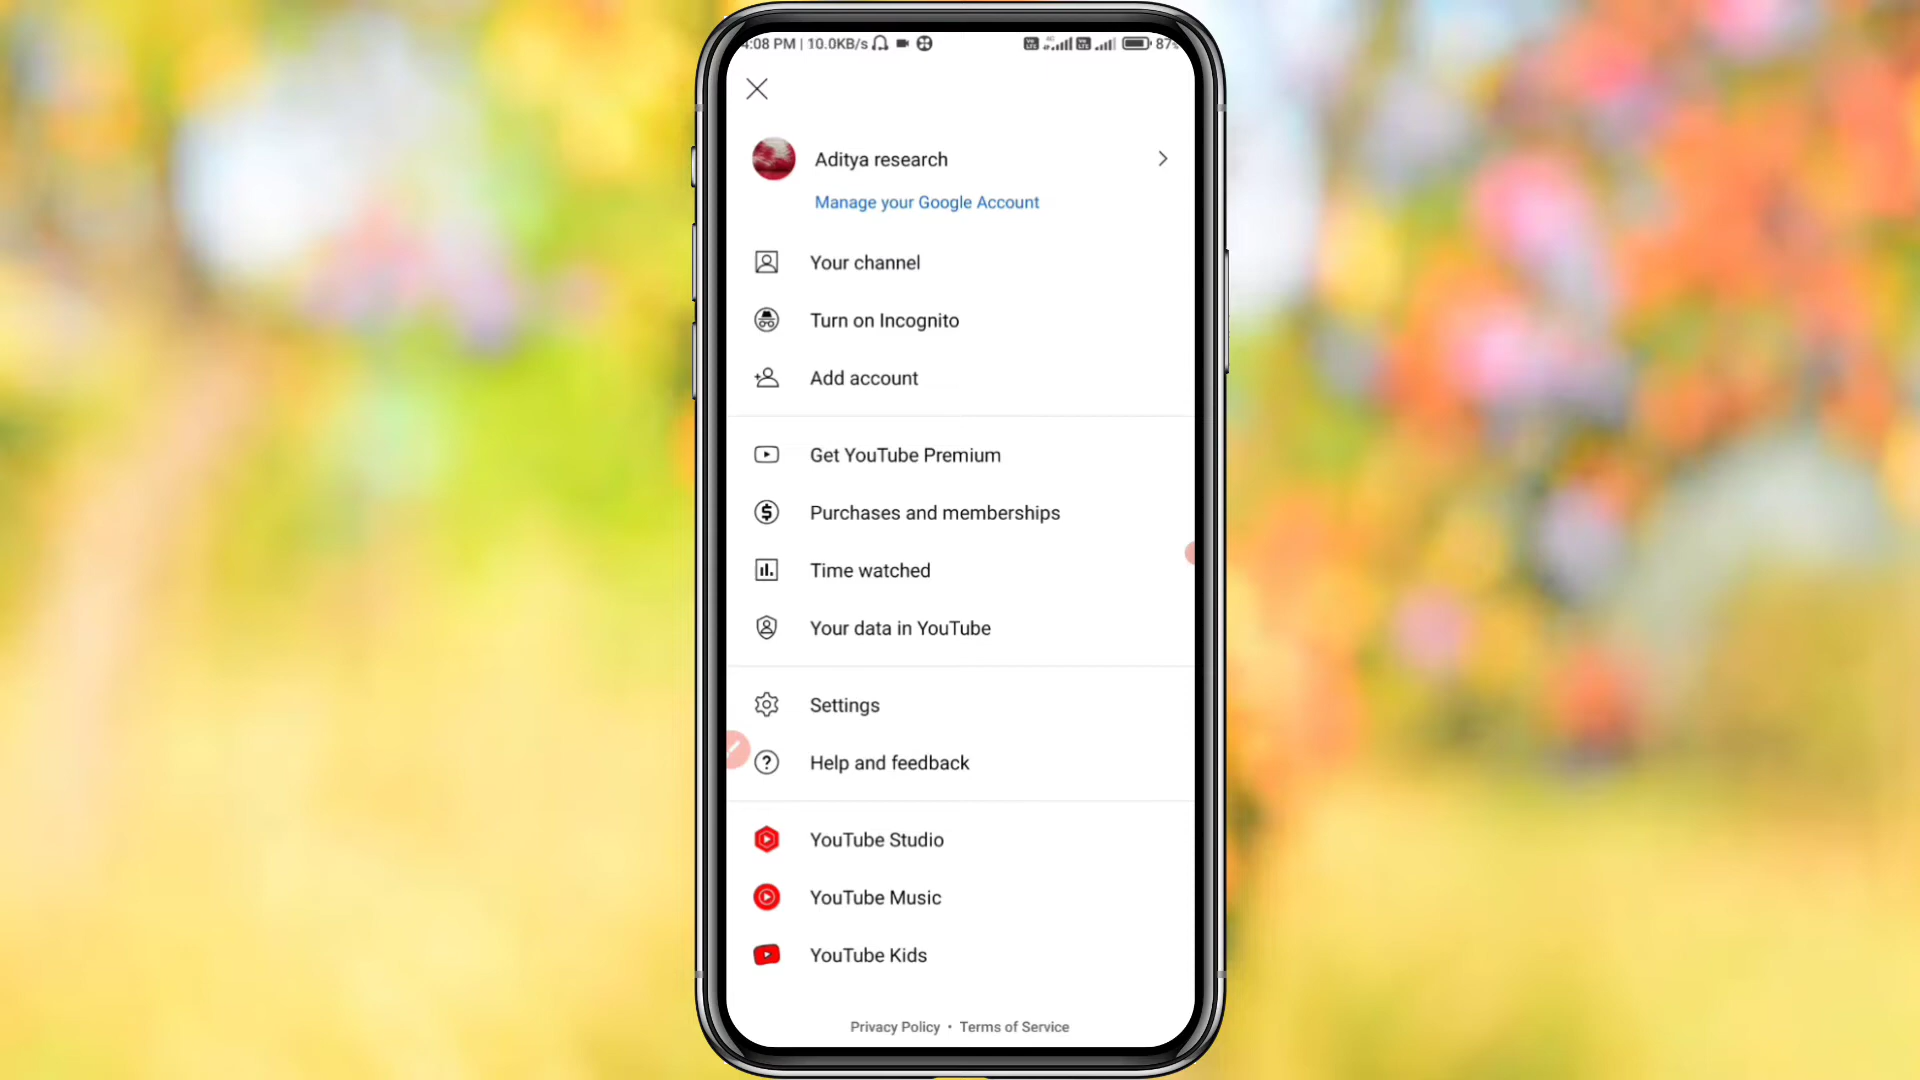 4:08 PM | 10.0KB/s 4G 87%
Aditya research
Manage your Google Account
Your channel
Turn on Incognito
Add account
Get YouTube Premium
Purchases and memberships
Time watched
Your data in YouTube
Settings
Help and feedback
YouTube Studio
YouTube Music
YouTube Kids
Privacy Policy • Terms of Service